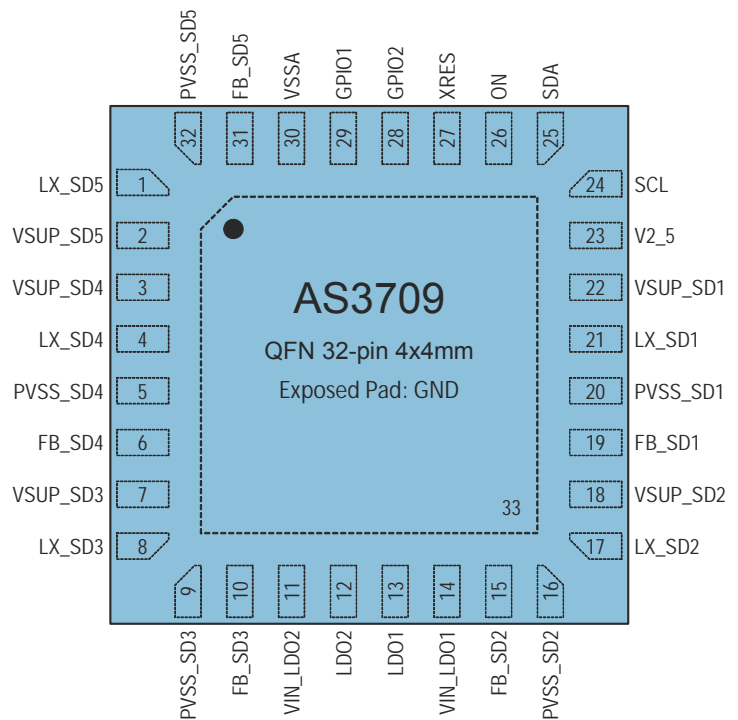 PVSS_SD5
FB_SD5
VSSA
GPIO1
GPIO2
XRES
ON
SDA
32
31
30
29
28
27
26
25
LX_SD5
1
24
SCL
VSUP_SD5
2
23
V2_5
VSUP_SD4
3
22
VSUP_SD1
LX_SD4
4
21
LX_SD1
PVSS_SD4
5
20
PVSS_SD1
FB_SD4
6
19
FB_SD1
VSUP_SD3
7
18
VSUP_SD2
LX_SD3
8
17
LX_SD2
AS3709
QFN 32-pin 4x4mm
Exposed Pad: GND
33
9
10
11
12
13
14
15
16
PVSS_SD3
FB_SD3
VIN_LDO2
LDO2
LDO1
VIN_LDO1
FB_SD2
PVSS_SD2